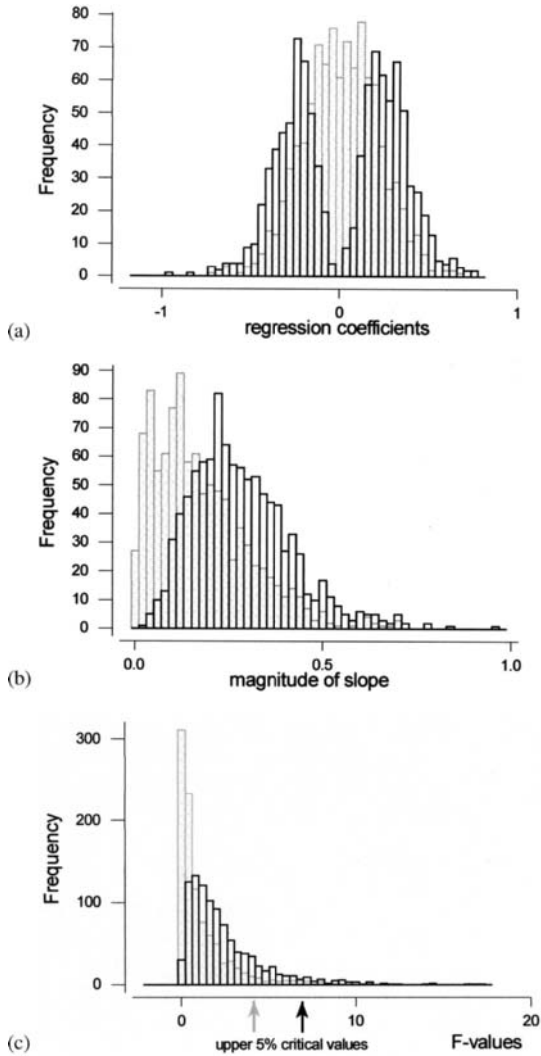 80
70
60
50
40
30
20
10
0
Frequency
-1 0 1
regression coefficients
(a)
90
80
70
60
50
40
30
20
10
0
Frequency
0.0 0.5 1.0
magnitude of slope
(b)
300
200
100
0
Frequency
0 10 20
upper 5% critical values F-values
(c)